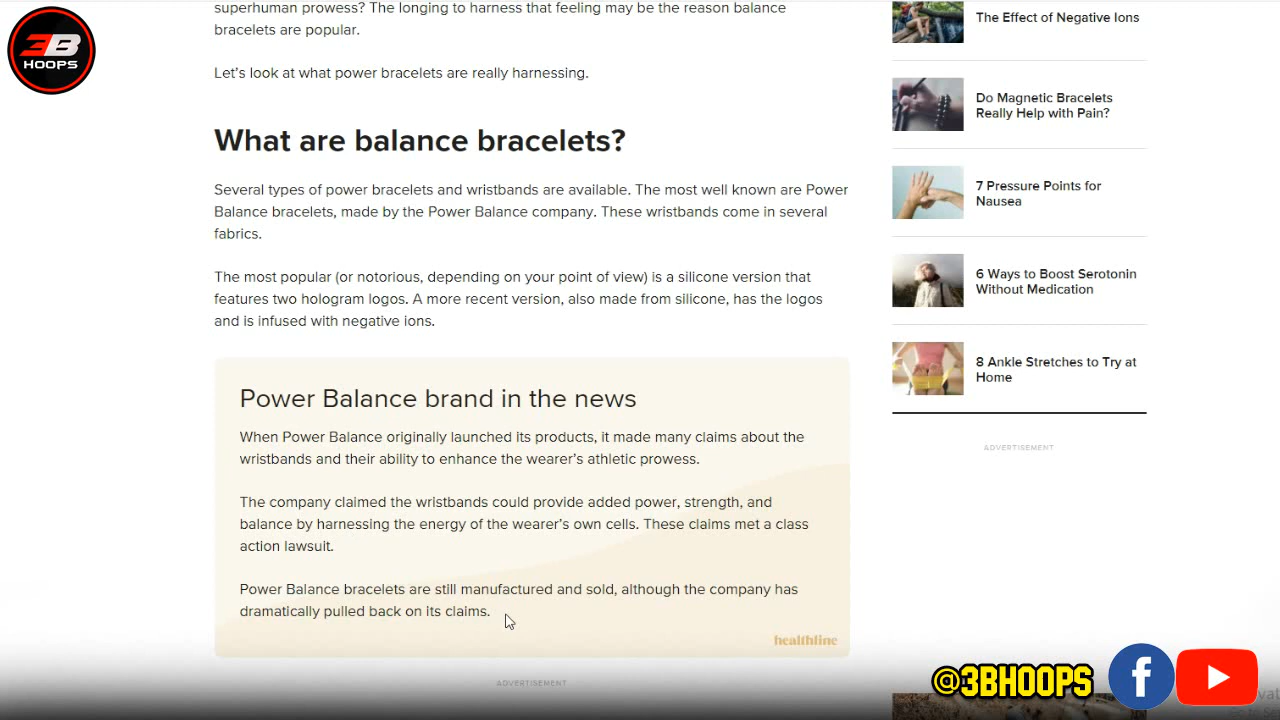 3B
HOOPS
superhuman prowess? The longing to harness that feeling may be the reason balance
bracelets are popular.
Let's look at what power bracelets are really harnessing.
What are balance bracelets?
Several types of power bracelets and wristbands are available. The most well known are Power
Balance bracelets, made by the Power Balance company. These wristbands come in several
fabrics.
The most popular (or notorious, depending on your point of view) is a silicone version that
features two hologram logos. A more recent version, also made from silicone, has the logos
and is infused with negative ions.
Power Balance brand in the news
When Power Balance originally launched its products, it made many claims about the
wristbands and their ability to enhance the wearer's athletic prowess.
The company claimed the wristbands could provide added power, strength, and
balance by harnessing the energy of the wearer's own cells. These claims met a class
action lawsuit.
Power Balance bracelets are still manufactured and sold, although the company has
dramatically pulled back on its claims.
healthline
ADVERTISEMENT
The Effect of Negative Ions
Do Magnetic Bracelets
Really Help with Pain?
7 Pressure Points for
Nausea
6 Ways to Boost Serotonin
Without Medication
8 Ankle Stretches to Try at
Home
ADVERTISEMENT
@3BHOOPS